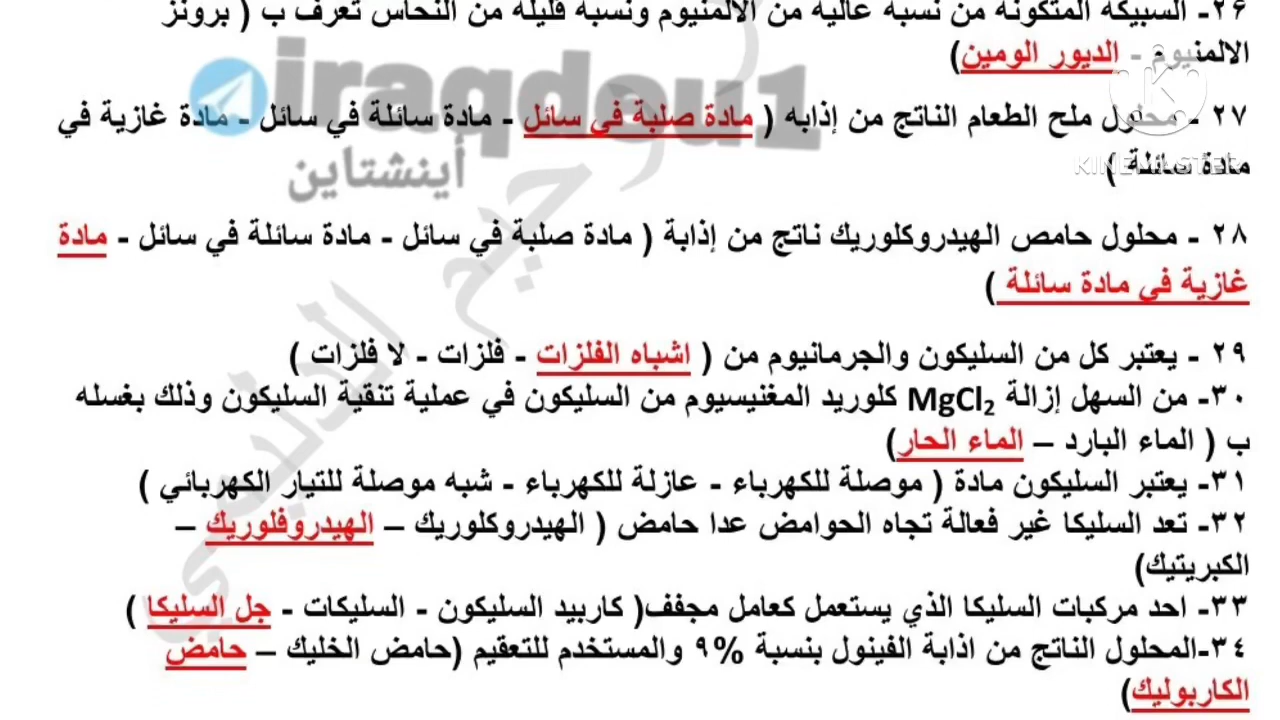 ٢٦- السبيكة المتكونة من نسبة عالية من الالمنيوم ونسبة قليلة من النحاس تعرف ب ( برونز
الالمنيوم - الديور الومين)
iraqdou1
أينشتاين
KINEMASTER
٢٧ - محلول ملح الطعام الناتج من إذابه ( مادة صلبة في سائل - مادة سائلة في سائل - مادة غازية في
مادة سائلة )
٢٨ - محلول حامص الهيدروكلوريك ناتج من إذابة ( مادة صلبة في سائل - مادة سائلة في سائل - مادة
غازية في مادة سائلة )
٢٩ - يعتبر كل من السليكون والجرمانيوم من ( اشباه الفلزات - فلزات - لا فلزات )
٣٠- من السهل إزالة MgCl₂ كلوريد المغنيسيوم من السليكون في عملية تنقية السليكون وذلك بغسله
ب ( الماء البارد – الماء الحار)
٣١- يعتبر السليكون مادة ( موصلة للكهرباء - عازلة للكهرباء - شبه موصلة للتيار الكهربائي )
٣٢- تعد السليكا غير فعالة تجاه الحوامض عدا حامض ( الهيدروكلوريك – الهيدروفلوريك –
الكبريتيك)
٣٣- احد مركبات السليكا الذي يستعمل كعامل مجفف( كاربيد السليكون - السليكات - جل السليكا )
٣٤-المحلول الناتج من اذابة الفينول بنسبة %٩ والمستخدم للتعقيم (حامض الخليك – حامض
الكاربوليك)